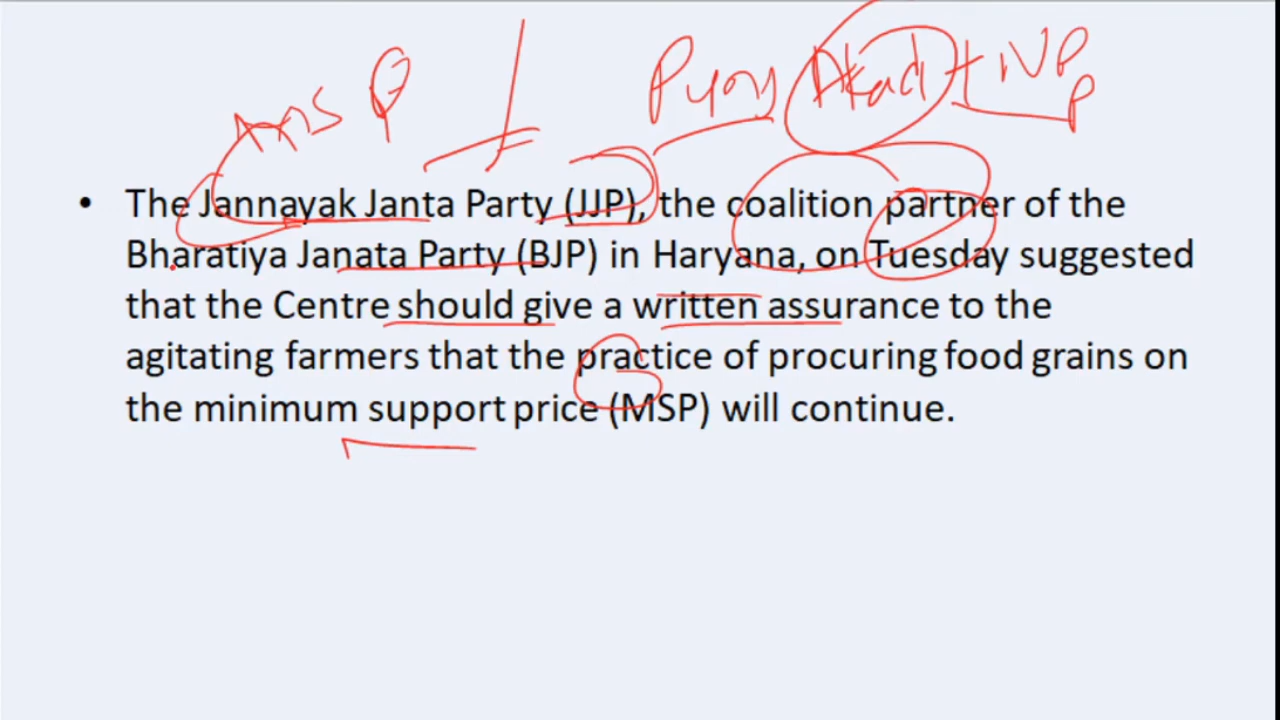 Akad + NPP
• The Jannayak Janta Party (JJP), the coalition partner of the
Bharatiya Janata Party (BJP) in Haryana, on Tuesday suggested
that the Centre should give a written assurance to the
agitating farmers that the practice of procuring food grains on
the minimum support price (MSP) will continue.